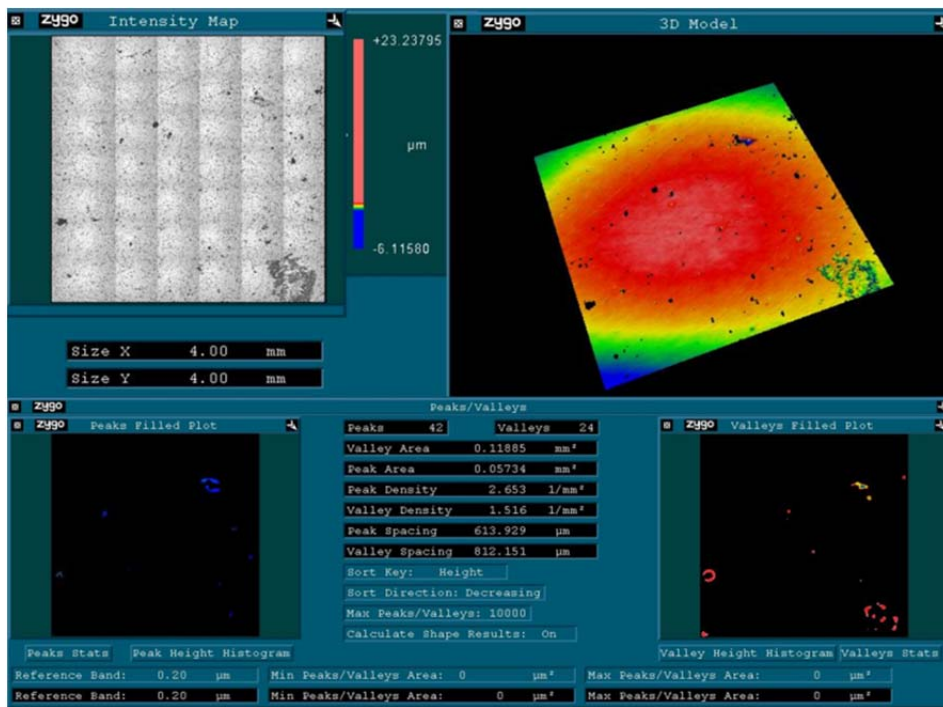 zygo Intensity Map
+23.23795
µm
-6.11580
zygo 3D Model
Size X 4.00 mm
Size Y 4.00 mm
zygo Peaks/Valleys
zygo Peaks Filled Plot
Peaks 42 Valleys 24
Valley Area 0.11885 mm²
Peak Area 0.05734 mm²
Peak Density 2.653 1/mm²
Valley Density 1.516 1/mm²
Peak Spacing 613.929 µm
Valley Spacing 812.151 µm
Sort Key: Height
Sort Direction: Decreasing
Max Peaks/Valleys: 10000
Calculate Shape Results: On
zygo Valleys Filled Plot
Peaks Stats Peak Height Histogram
Valley Height Histogram Valleys Stats
Reference Band: 0.20 µm Min Peaks/Valleys Area: 0 µm² Max Peaks/Valleys Area: 0 µm²
Reference Band: 0.20 µm Min Peaks/Valleys Area: 0 µm² Max Peaks/Valleys Area: 0 µm²